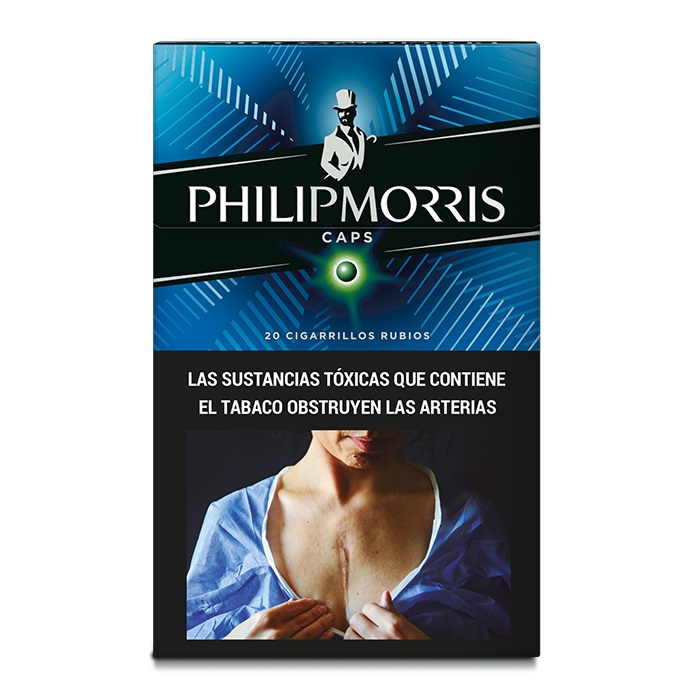 PHILIPMORRIS
CAPS
20 CIGARRILLOS RUBIOS
LAS SUSTANCIAS TÓXICAS QUE CONTIENE
EL TABACO OBSTRUYEN LAS ARTERIAS